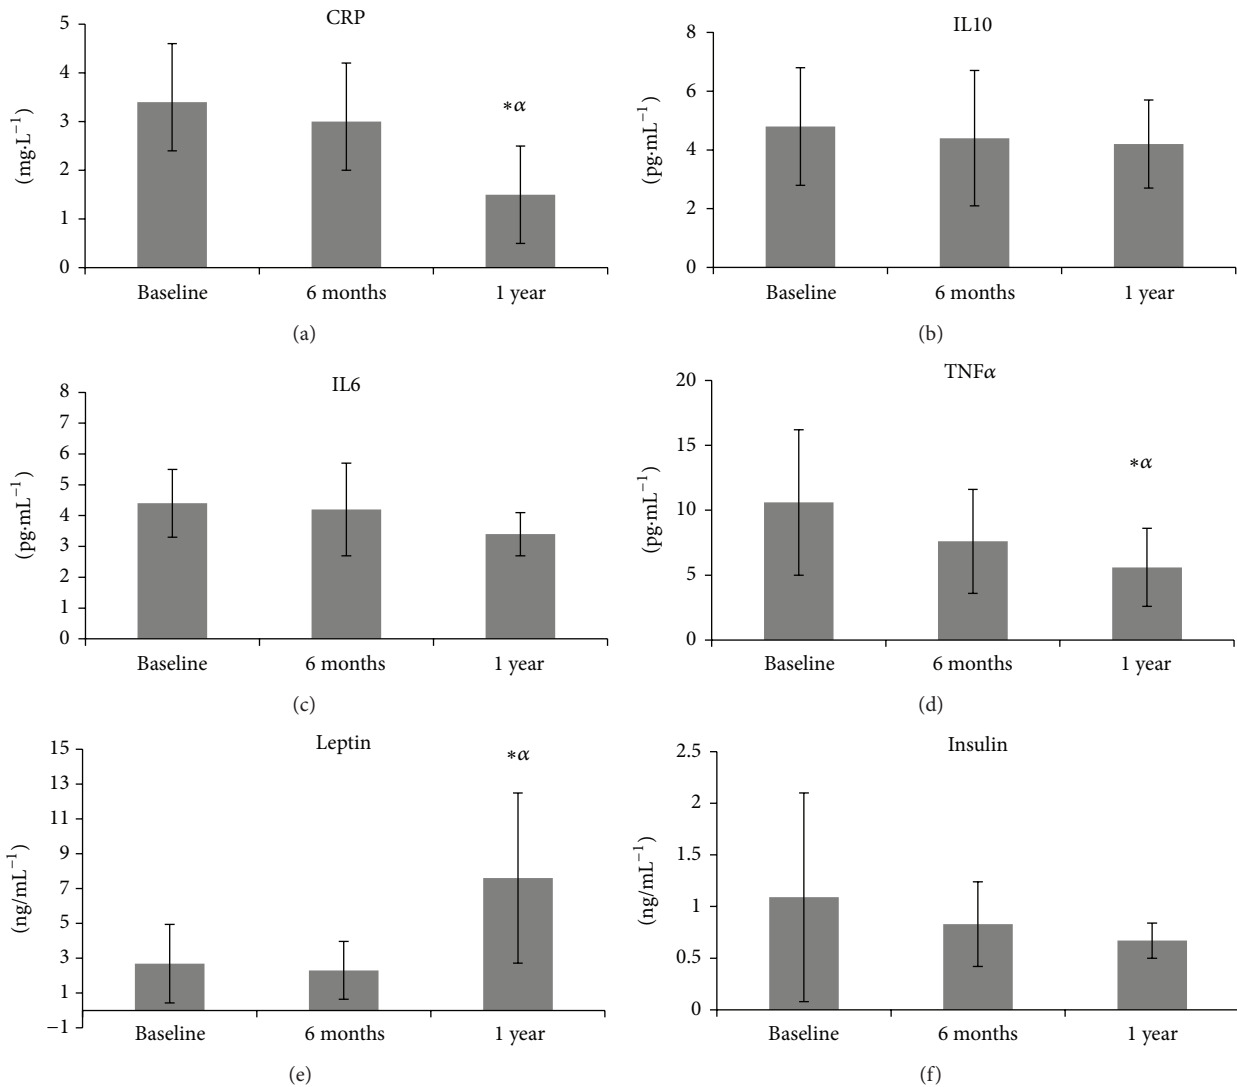 CRP
5
4
3
2
1
0
(mg·L⁻¹)
*α
Baseline 6 months 1 year
(a)
IL10
8
6
4
2
0
(pg·mL⁻¹)
Baseline 6 months 1 year
(b)
IL6
8
7
6
5
4
3
2
1
0
(pg·mL⁻¹)
Baseline 6 months 1 year
(c)
TNFα
20
15
10
5
0
(pg·mL⁻¹)
*α
Baseline 6 months 1 year
(d)
Leptin
15
13
11
9
7
5
3
1
−1
(ng/mL⁻¹)
*α
Baseline 6 months 1 year
(e)
Insulin
2.5
2
1.5
1
0.5
0
(ng/mL⁻¹)
Baseline 6 months 1 year
(f)